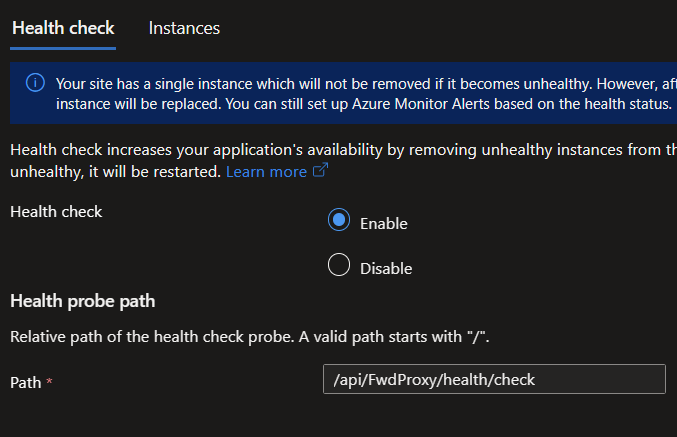 Health check Instances
Your site has a single instance which will not be removed if it becomes unhealthy. However, af
instance will be replaced. You can still set up Azure Monitor Alerts based on the health status.
Health check increases your application's availability by removing unhealthy instances from th
unhealthy, it will be restarted. Learn more
Health check
Enable
Disable
Health probe path
Relative path of the health check probe. A valid path starts with "/".
Path * /api/FwdProxy/health/check